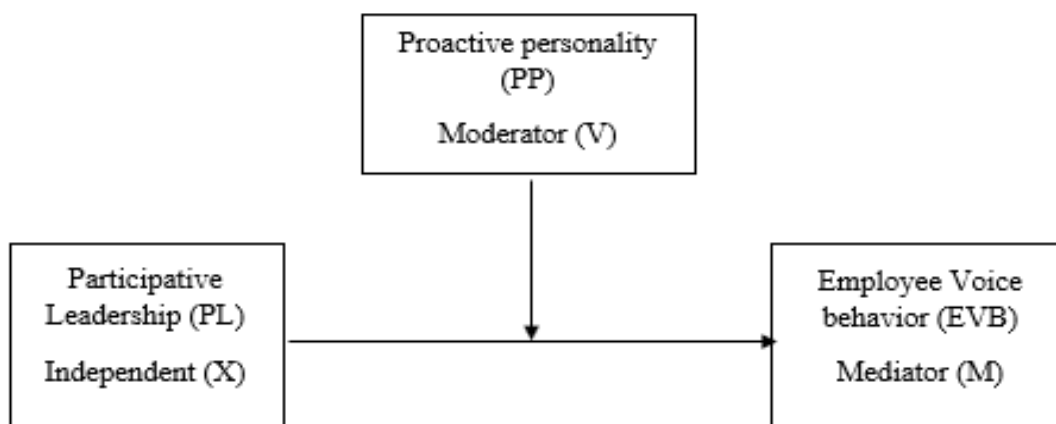 Proactive personality
(PP)
Moderator (V)
Participative
Leadership (PL)
Independent (X)
Employee Voice
behavior (EVB)
Mediator (M)